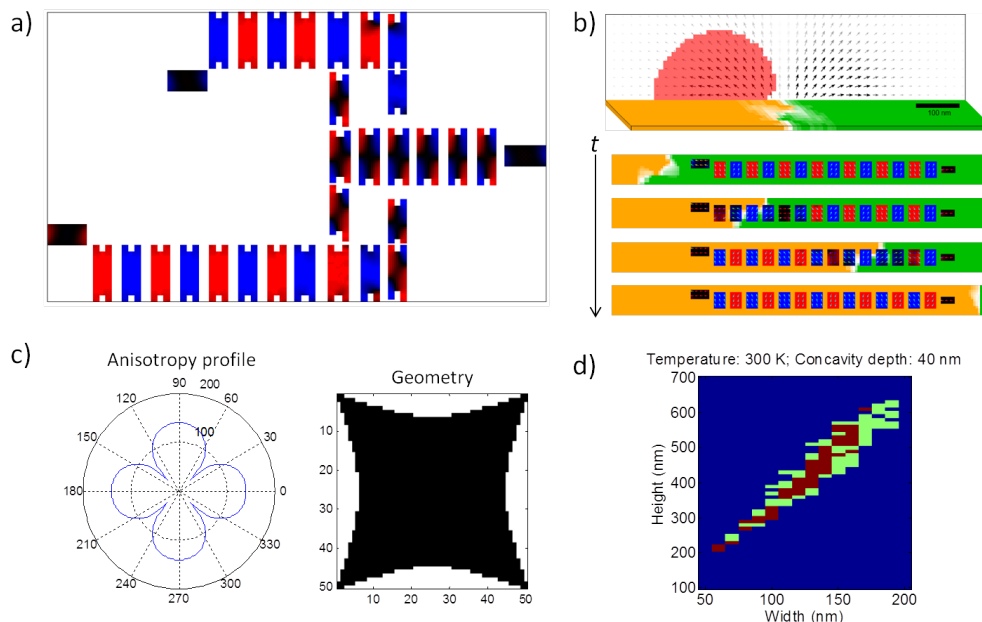 a)
b)
100 nm
t
c)
Anisotropy profile
90
200
120
60
100
150
30
180
0
210
330
240
300
270
Geometry
10
20
30
40
50
10 20 30 40 50
d)
Temperature: 300 K; Concavity depth: 40 nm
700
600
500
400
300
200
100
Height (nm)
50 100 150 200
Width (nm)